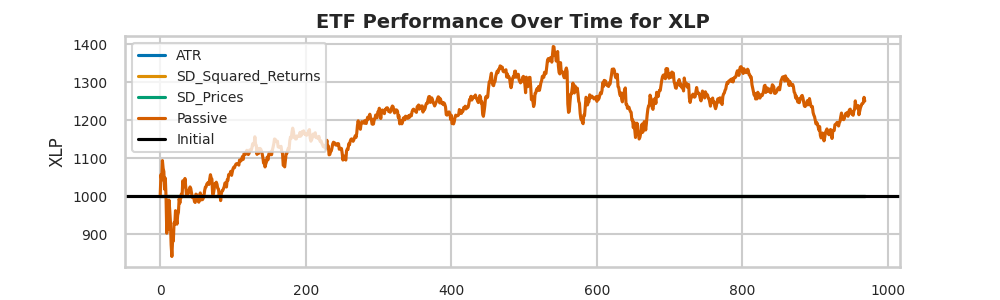 ETF Performance Over Time for XLP
XLP
1400
1300
1200
1100
1000
900
ATR
SD_Squared_Returns
SD_Prices
Passive
Initial
0
200
400
600
800
1000